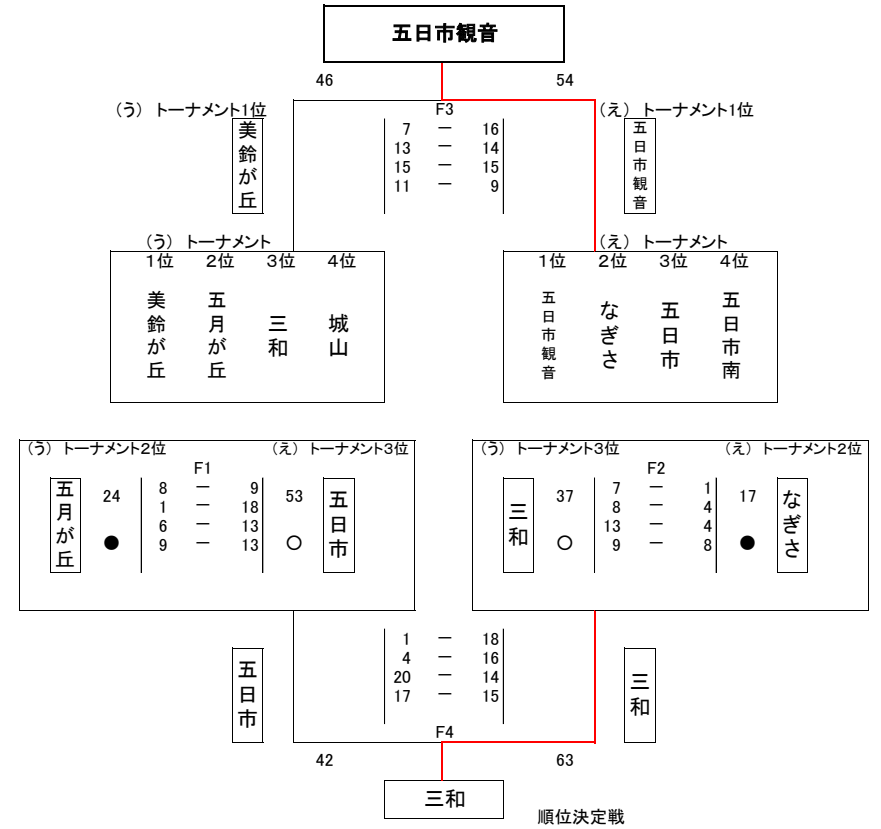 五日市観音
46 54
（う） トーナメント1位 F3 （え） トーナメント1位
美鈴が丘
7 ー 16
13 ー 14
15 ー 15
11 ー 9
五日市観音
（う） トーナメント
1位 2位 3位 4位
美鈴が丘
五月が丘
三和
城山
（え） トーナメント
1位 2位 3位 4位
五日市観音
なぎさ
五日市
五日市南
（う） トーナメント2位 （え） トーナメント3位
F1
五月が丘
24 ●
8 ー 9
1 ー 18
6 ー 13
9 ー 13
53 ○
五日市
（う） トーナメント3位 （え） トーナメント2位
F2
三和
37 ○
7 ー 1
8 ー 4
13 ー 4
9 ー 8
17 ●
なぎさ
五日市
1 ー 18
4 ー 16
20 ー 14
17 ー 15
三和
F4
42 63
三和
順位決定戦